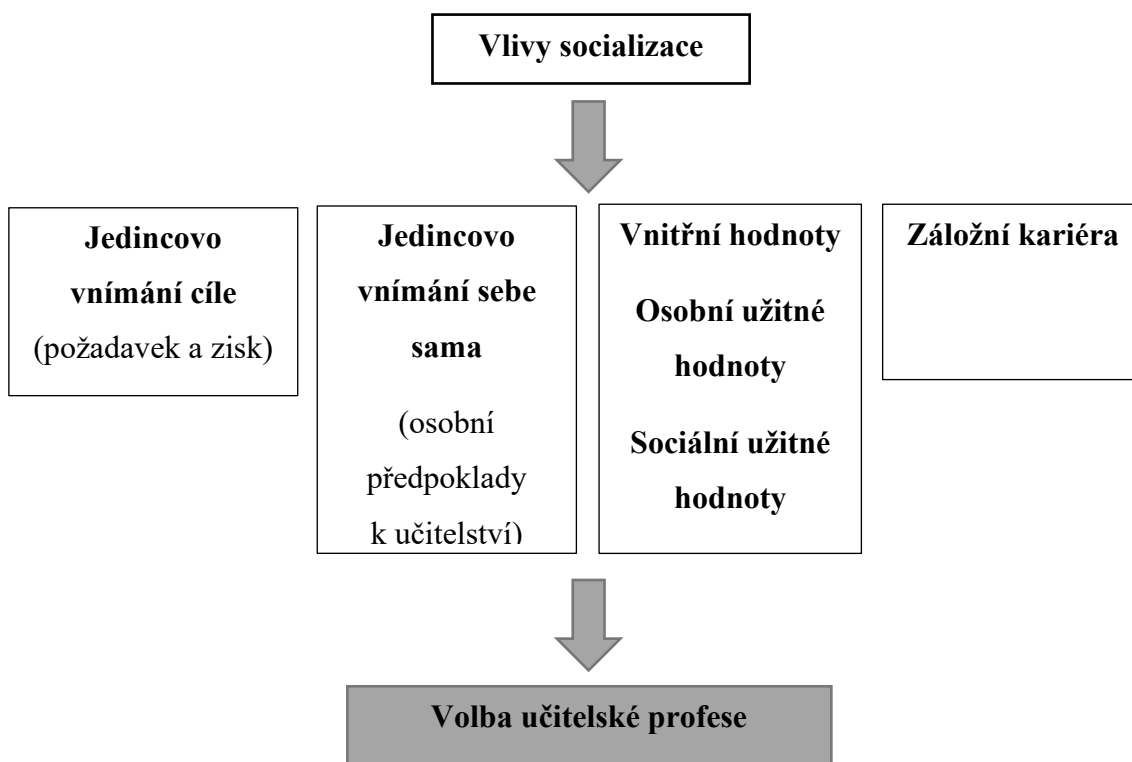 Vlivy socializace
Jedincovo
vnímání cíle
(požadavek a zisk)
Jedincovo
vnímání sebe
sama
(osobní
předpoklady
k učitelství)
Vnitřní hodnoty
Osobní užitné
hodnoty
Sociální užitné
hodnoty
Záložní kariéra
Volba učitelské profese